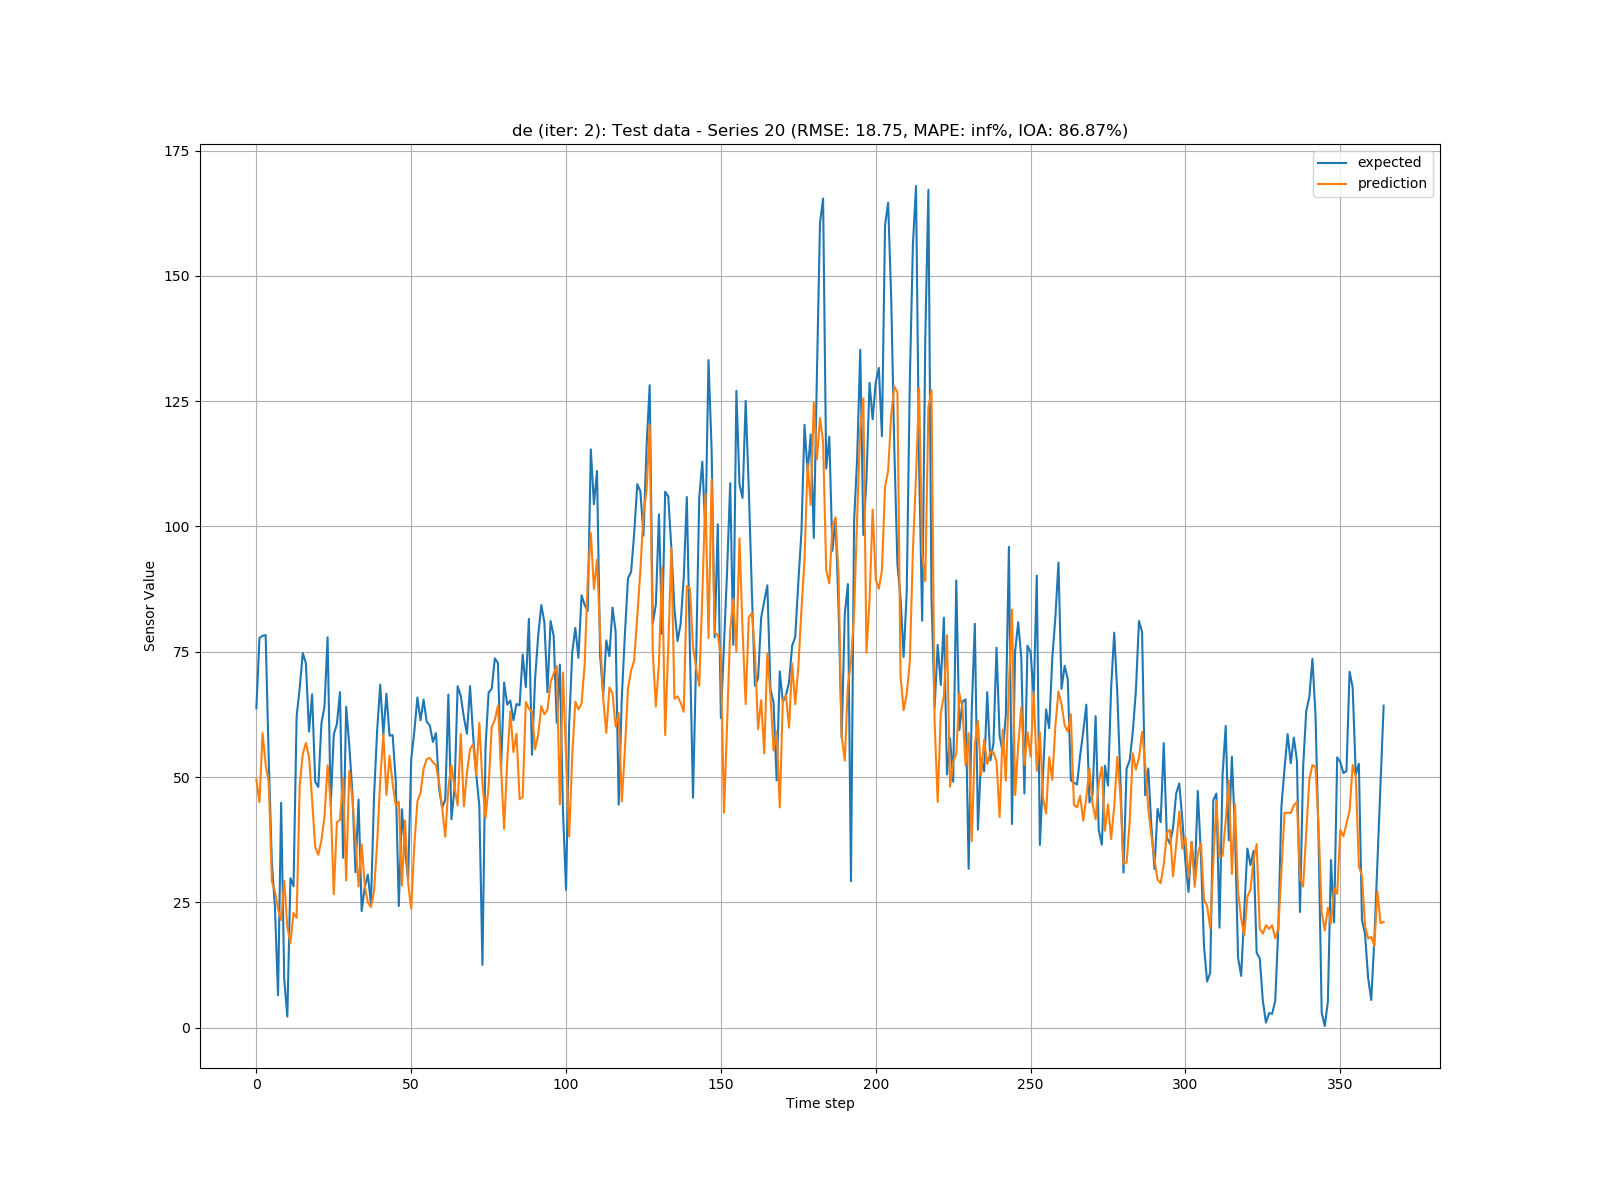 de (iter: 2): Test data - Series 20 (RMSE: 18.75, MAPE: inf%, IOA: 86.87%)
expected
prediction
175
150
125
100
75
50
25
0
Sensor Value
0 50 100 150 200 250 300 350
Time step